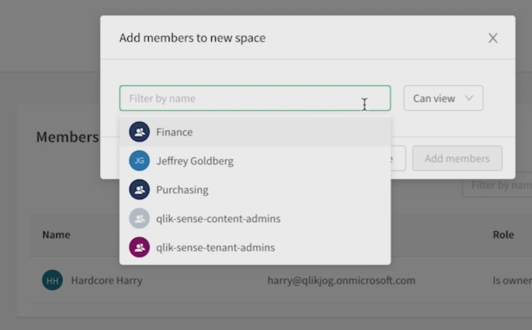 Add members to new space
Filter by name
Can view
Finance
JG Jeffrey Goldberg
Purchasing
qlik-sense-content-admins
qlik-sense-tenant-admins
Add members
Members
Filter by nam
Name
Role
HH Hardcore Harry harry@qlikjog.onmicrosoft.com Is owner